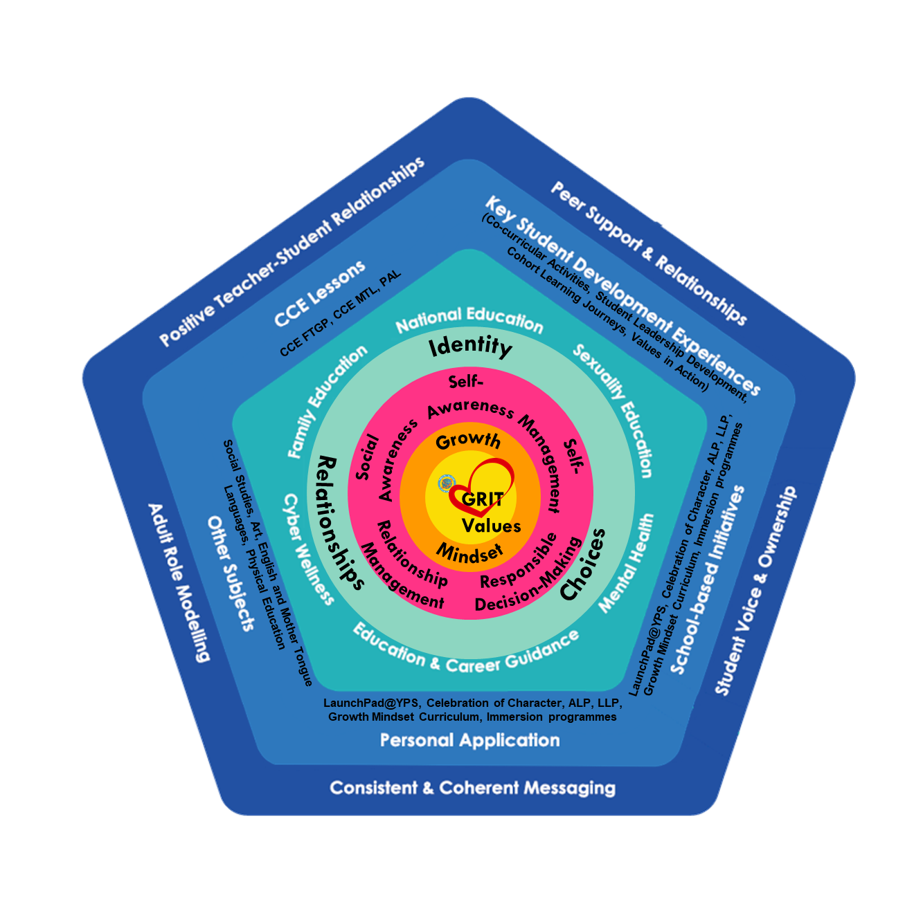 Positive Teacher-Student Relationships
Peer Support & Relationships
Student Voice & Ownership
Consistent & Coherent Messaging
Adult Role Modelling
CCE Lessons
CCE FTGP, CCE MTL, PAL
Key Student Development Experiences
(Co-curricular Activities, Student Leadership Development,
Cohort Learning Journeys, Values in Action)
LaunchPad@YPS, Celebration of Character, ALP, LLP,
Growth Mindset Curriculum, Immersion programmes
School-based Initiatives
LaunchPad@YPS, Celebration of Character, ALP, LLP,
Growth Mindset Curriculum, Immersion programmes
Personal Application
Social Studies, Art, English and Mother Tongue
Languages, Physical Education
Other Subjects
National Education
Sexuality Education
Mental Health
Education & Career Guidance
Cyber Wellness
Family Education
Identity
Choices
Relationships
Self-
Awareness
Self-
Management
Responsible
Decision-Making
Relationship
Management
Social
Awareness
Growth
Mindset
GRIT
Values